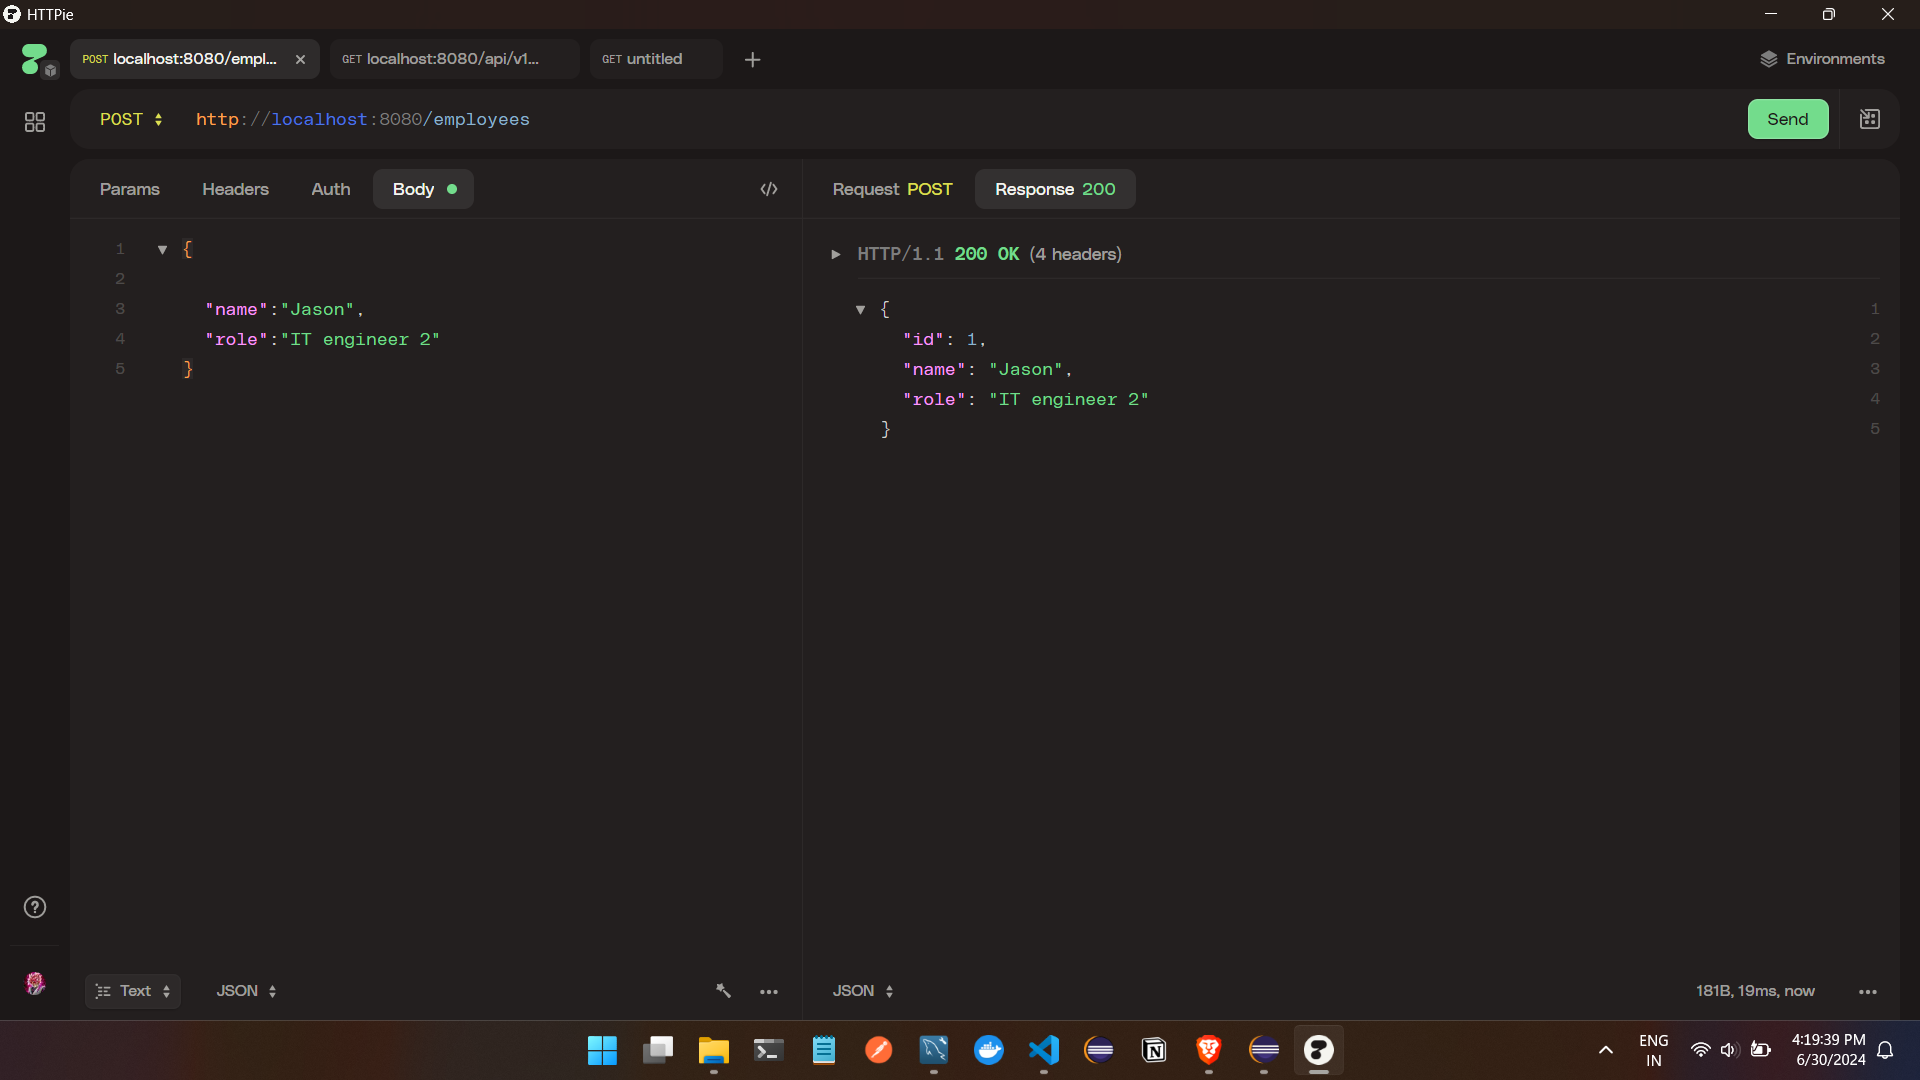 HTTPie
POST localhost:8080/empl...
GET localhost:8080/api/v1...
GET untitled
Environments
POST http://localhost:8080/employees
Send
Params Headers Auth Body
Request POST Response 200
1 {
2
3 "name":"Jason",
4 "role":"IT engineer 2"
5 }
HTTP/1.1 200 OK (4 headers)
{ 1
"id": 1, 2
"name": "Jason", 3
"role": "IT engineer 2" 4
} 5
Text JSON
JSON
181B, 19ms, now
ENG
IN
4:19:39 PM
6/30/2024